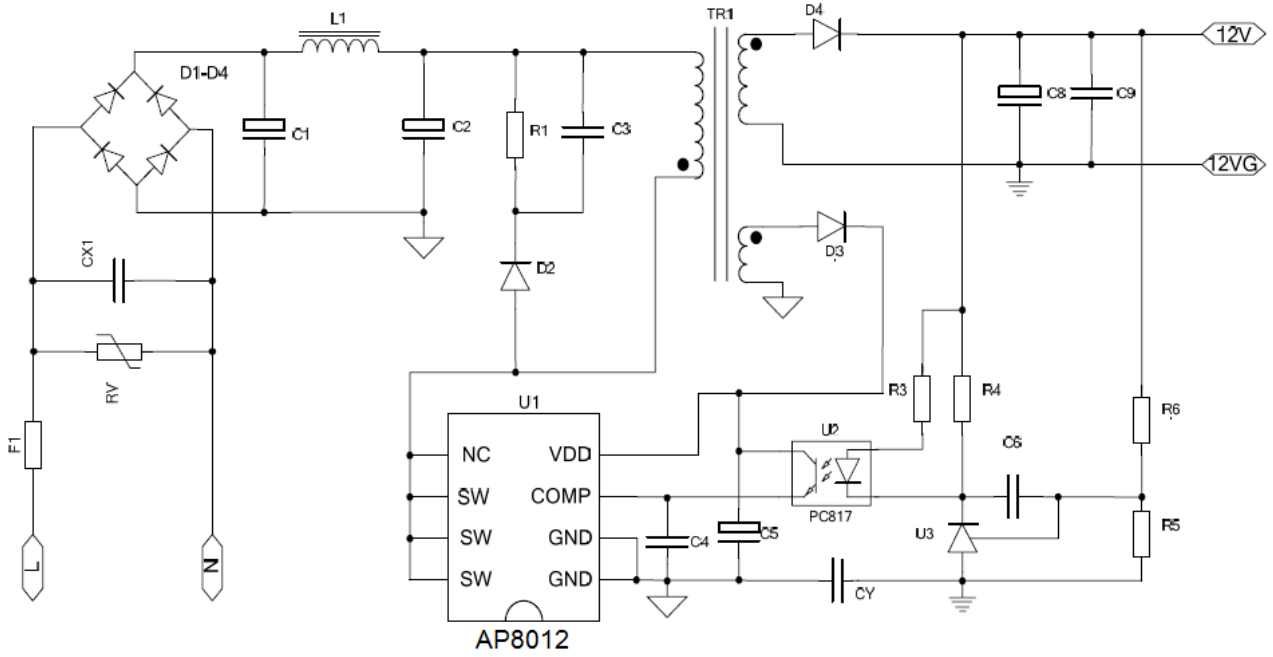 L1
TR1
D4
12V
D1-D4
C1
C2
R1
C3
C8
C9
12VG
CX1
D2
D3
RV
U1
R3
R4
R6
F1
NC
VDD
U2
C6
SW
COMP
PC817
SW
GND
C4
C5
U3
R5
SW
GND
CY
L
N
AP8012